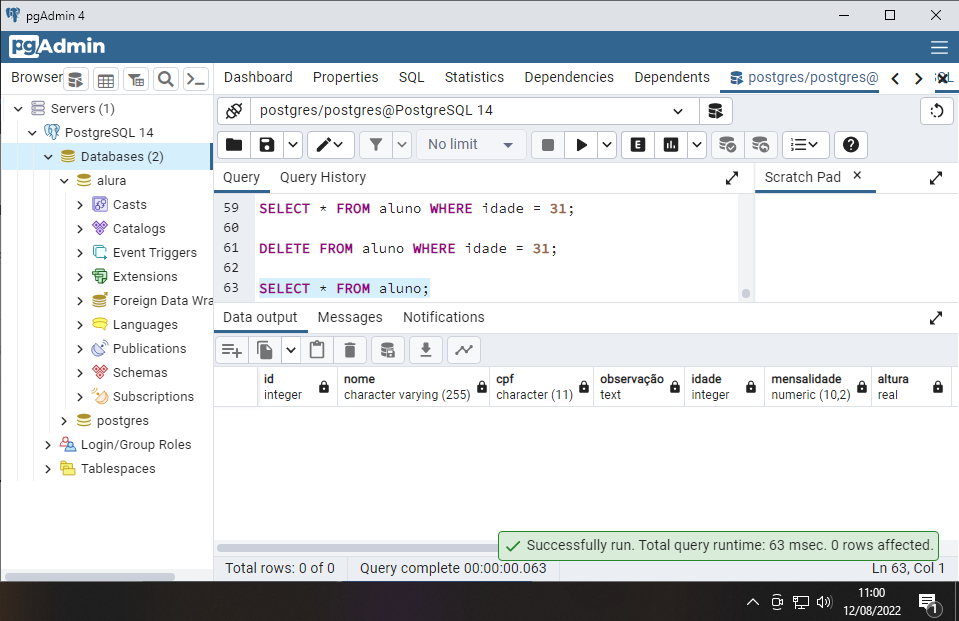 pgAdmin 4
pgAdmin
Browser
Dashboard Properties SQL Statistics Dependencies Dependents postgres/postgres@
Servers (1)
PostgreSQL 14
Databases (2)
alura
Casts
Catalogs
Event Triggers
Extensions
Foreign Data Wra
Languages
Publications
Schemas
Subscriptions
postgres
Login/Group Roles
Tablespaces
postgres/postgres@PostgreSQL 14
No limit
E
Query Query History
Scratch Pad
59 SELECT * FROM aluno WHERE idade = 31;
60
61 DELETE FROM aluno WHERE idade = 31;
62
63 SELECT * FROM aluno;
Data output Messages Notifications
id nome cpf observação idade mensalidade altura
integer character varying (255) character (11) text integer numeric (10,2) real
Successfully run. Total query runtime: 63 msec. 0 rows affected.
Total rows: 0 of 0 Query complete 00:00:00.063 Ln 63, Col 1
11:00
12/08/2022
1